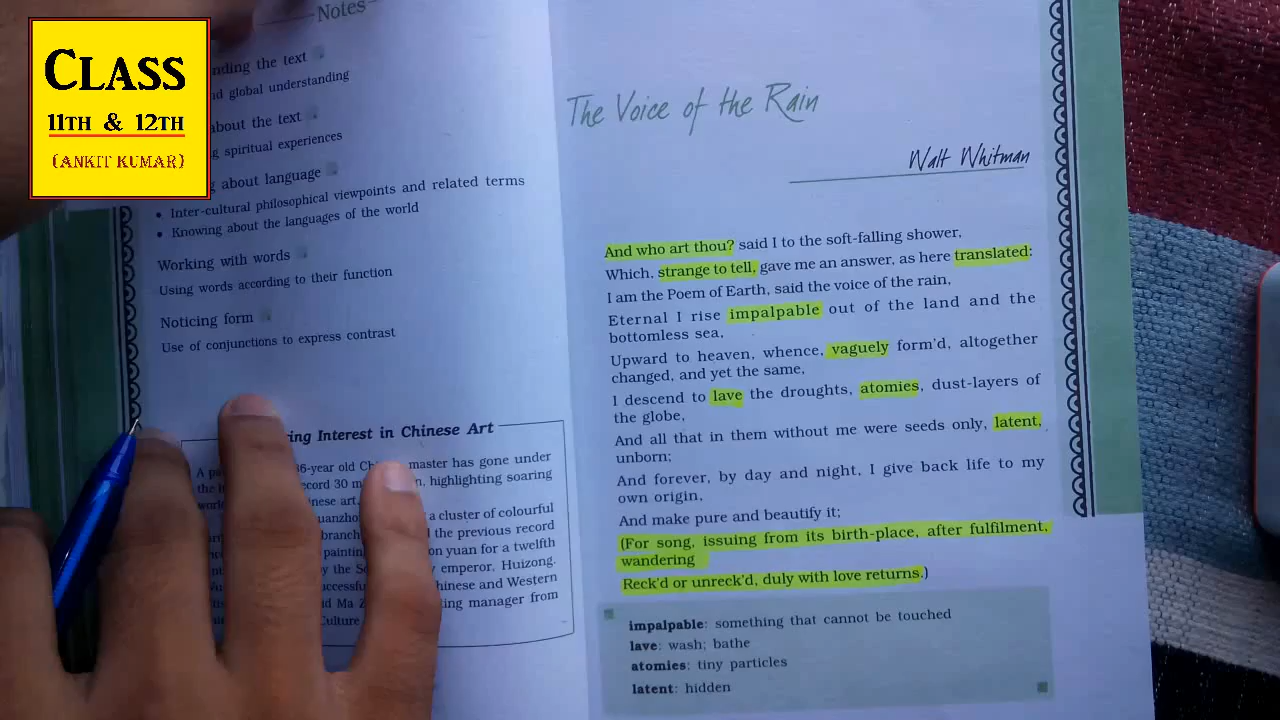 CLASS
11TH & 12TH
(ANKIT KUMAR)
Notes
nding the text
nd global understanding
about the text
g spiritual experiences
about language
• Inter-cultural philosophical viewpoints and related terms
• Knowing about the languages of the world
Working with words
Using words according to their function
Noticing form
Use of conjunctions to express contrast
ring Interest in Chinese Art
master has gone under
highlighting soaring
nese art
a cluster of colourful
branch the previous record
painting on yuan for a twelfth
emperor, Huizong.
Chinese and Western
ing manager from
The Voice of the Rain
Walt Whitman
And who art thou? said I to the soft-falling shower,
Which, strange to tell, gave me an answer, as here translated:
I am the Poem of Earth, said the voice of the rain,
Eternal I rise impalpable out of the land and the
bottomless sea,
Upward to heaven, whence, vaguely form'd, altogether
changed, and yet the same,
I descend to lave the droughts, atomies, dust-layers of
the globe,
And all that in them without me were seeds only, latent,
unborn;
And forever, by day and night, I give back life to my
own origin,
And make pure and beautify it;
(For song, issuing from its birth-place, after fulfilment,
wandering
Reck'd or unreck'd, duly with love returns.)
impalpable: something that cannot be touched
lave: wash; bathe
atomies: tiny particles
latent: hidden